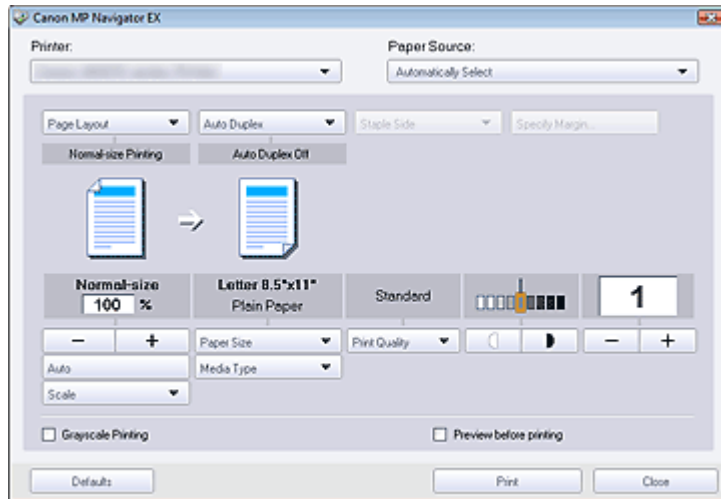 Canon MP Navigator EX
Printer:
Paper Source:
Automatically Select
Page Layout
Auto Duplex
Staple Side
Specify Margin...
Normal-size Printing
Auto Duplex Off
Normal-size
100 %
Letter 8.5"x11"
Plain Paper
Standard
1
− +
Paper Size
Print Quality
− +
Auto
Media Type
Scale
Grayscale Printing
Preview before printing
Defaults
Print
Close